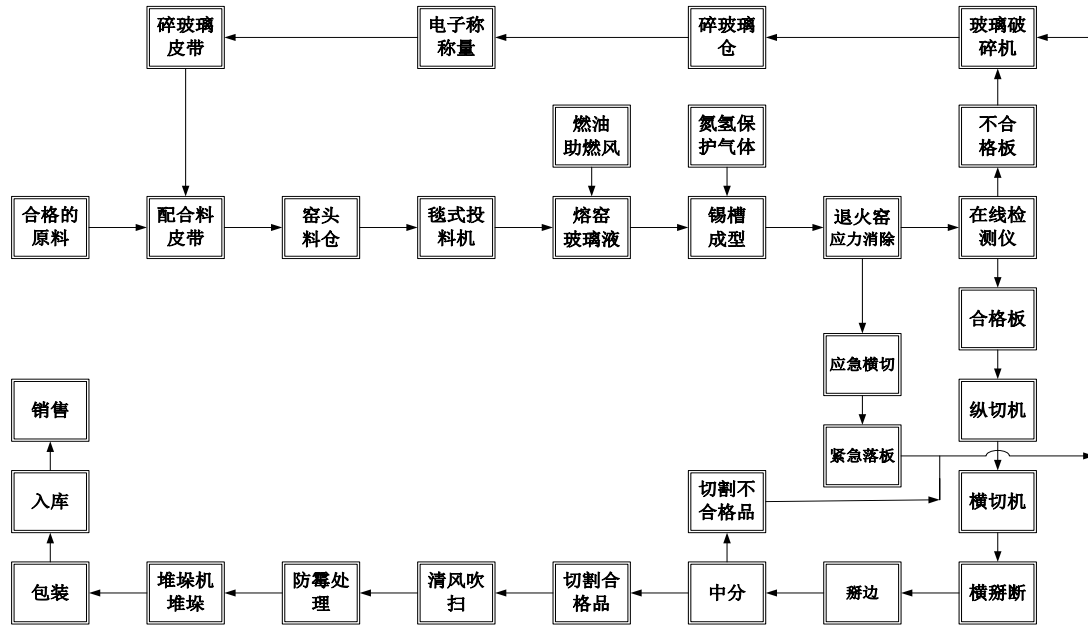 碎玻璃
皮带
电子称
称量
碎玻璃
仓
玻璃破
碎机
燃油
助燃风
氮氢保
护气体
不合
格板
合格的
原料
配合料
皮带
窑头
料仓
毯式投
料机
熔窑
玻璃液
锡槽
成型
退火窑
应力消除
在线检
测仪
合格板
应急横切
销售
纵切机
紧急落板
入库
切割不
合格品
横切机
包装
堆垛机
堆垛
防霉处
理
清风吹
扫
切割合
格品
中分
掰边
横掰断